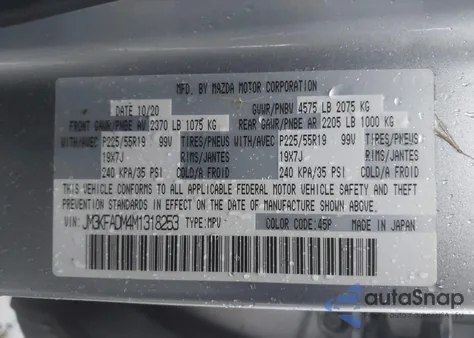 MFD. BY MAZDA MOTOR CORPORATION
DATE 10/20 GVWR/PNBV 4575 LB 2075 KG
FRONT GAWR/PNBE AV 2370 LB 1075 KG REAR GAWR/PNBE AR 2205 LB 1000 KG
WITH/AVEC P225/55R19 99V TIRES/PNEUS WITH/AVEC P225/55R19 99V TIRES/PNEUS
19X7J RIMS/JANTES 19X7J RIMS/JANTES
240 KPA/35 PSI COLD/A FROID 240 KPA/35 PSI COLD/A FROID
THIS VEHICLE CONFORMS TO ALL APPLICABLE FEDERAL MOTOR VEHICLE SAFETY AND THEFT
PREVENTION STANDARDS IN EFFECT ON THE DATE OF MANUFACTURE SHOWN ABOVE.
VIN: JM3KFADM4M1318253 TYPE:MPV COLOR CODE:45P MADE IN JAPAN
autoSnap